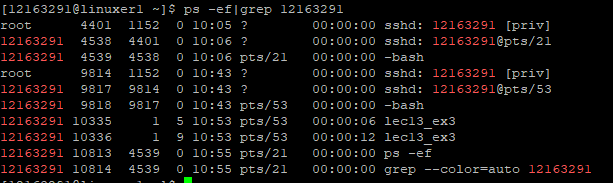 [12163291@linuxer1 ~]$ ps -ef|grep 12163291
root 4401 1152 0 10:05 ? 00:00:00 sshd: 12163291 [priv]
12163291 4538 4401 0 10:06 ? 00:00:00 sshd: 12163291@pts/21
12163291 4539 4538 0 10:06 pts/21 00:00:00 -bash
root 9814 1152 0 10:43 ? 00:00:00 sshd: 12163291 [priv]
12163291 9817 9814 0 10:43 ? 00:00:00 sshd: 12163291@pts/53
12163291 9818 9817 0 10:43 pts/53 00:00:00 -bash
12163291 10335 1 5 10:53 pts/53 00:00:06 lec13_ex3
12163291 10336 1 9 10:53 pts/53 00:00:12 lec13_ex3
12163291 10813 4539 0 10:55 pts/21 00:00:00 ps -ef
12163291 10814 4539 0 10:55 pts/21 00:00:00 grep --color=auto 12163291
[12163291@linuxer1 ~]$